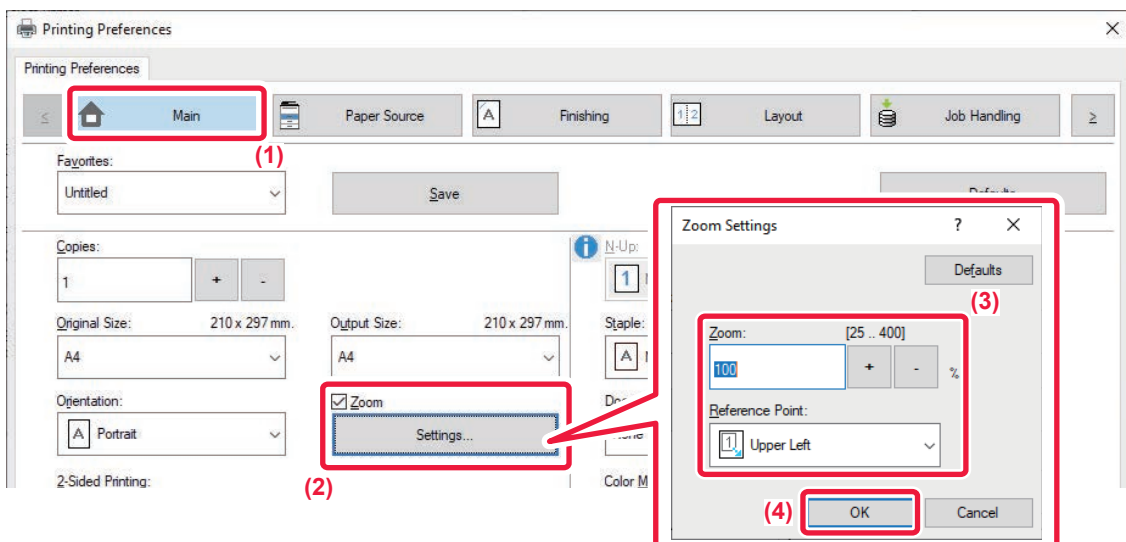 Printing Preferences
Printing Preferences
Main
Paper Source
Finishing
Layout
Job Handling
(1)
Favorites:
Untitled
Save
Copies:
1
+ -
N-Up:
1
Original Size: 210 x 297 mm.
Output Size: 210 x 297 mm.
Staple:
A4
A4
A
Orientation:
Zoom
A Portrait
Settings...
2-Sided Printing:
(2)
Zoom Settings ? ×
Defaults
(3)
Zoom: [25 .. 400]
100 + - %
Reference Point:
1 Upper Left
(4) OK Cancel